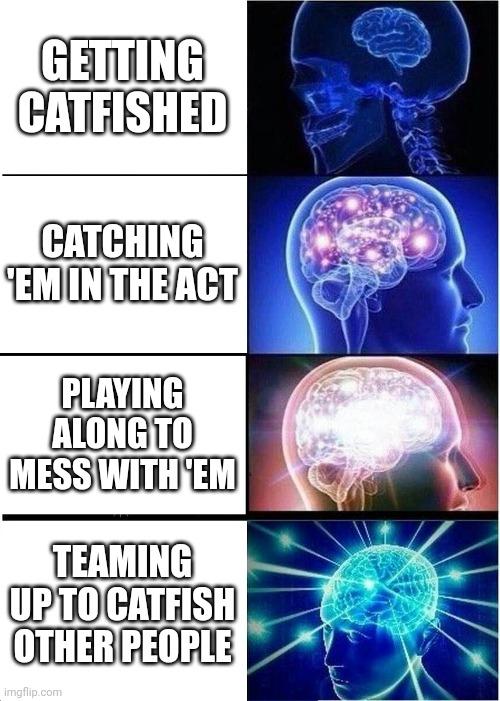 GETTING
CATFISHED
CATCHING
'EM IN THE ACT
PLAYING
ALONG TO
MESS WITH 'EM
TEAMING
UP TO CATFISH
OTHER PEOPLE
imgflip.com